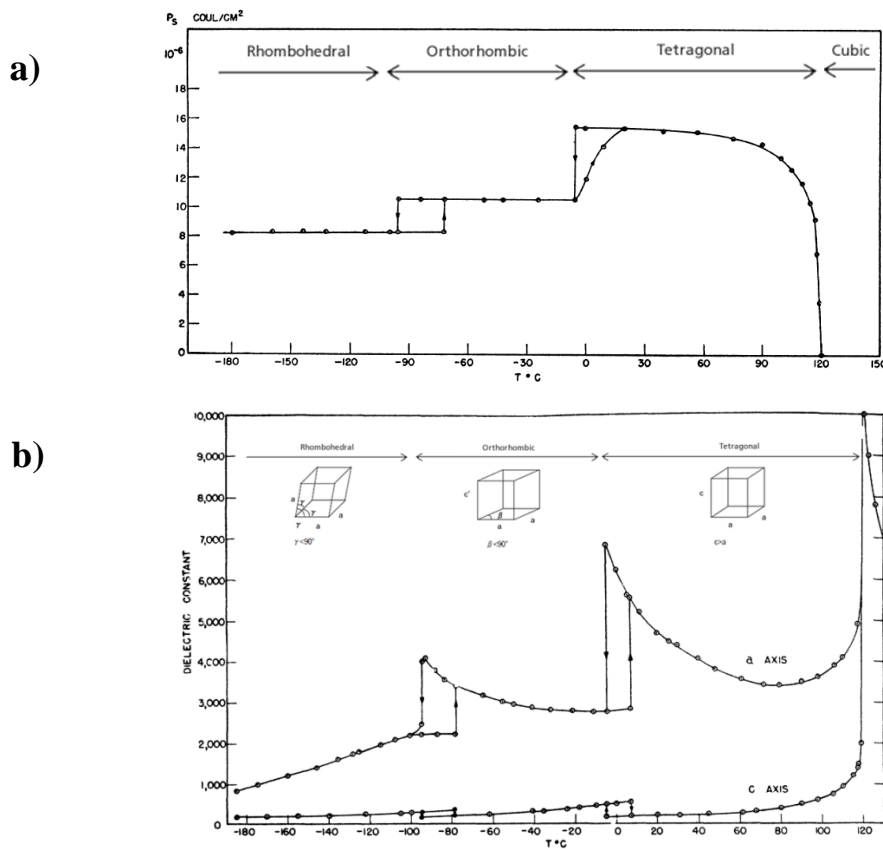 a)
Pₛ COUL/CM²
10⁻⁶
Rhombohedral Orthorhombic Tetragonal Cubic
18
16
14
12
10
8
6
4
2
0
-180 -150 -120 -90 -60 -30 0 30 60 90 120 150
T °C
b)
DIELECTRIC CONSTANT
10,000
9,000
8,000
7,000
6,000
5,000
4,000
3,000
2,000
1,000
0
Rhombohedral Orthorhombic Tetragonal
a γ γ γ a a
γ<90°
c' β a a
β<90°
c a a
c>a
a AXIS
C AXIS
-180 -160 -140 -120 -100 -80 -60 -40 -20 0 20 40 60 80 100 120
T°C